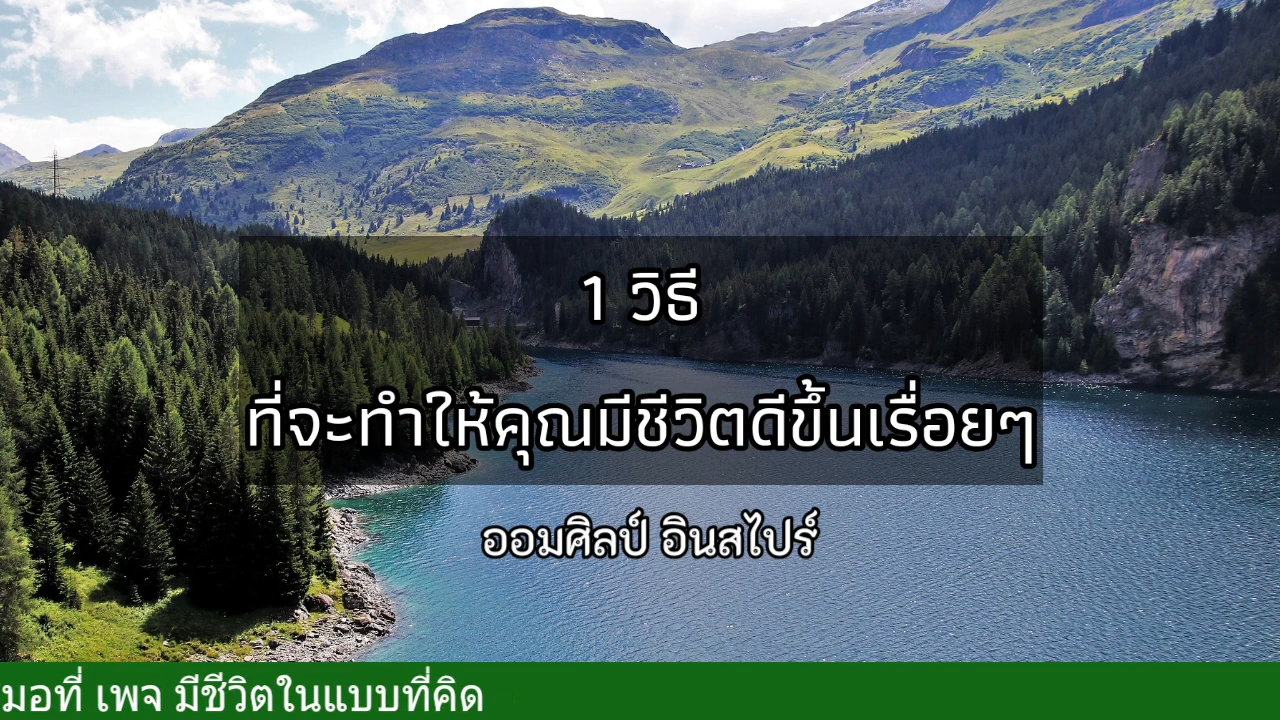 1 วิธี
ที่จะทำให้คุณมีชีวิตดีขึ้นเรื่อยๆ
ออมศิลป์ อินสไปร์
มอที่ เพจ มีชีวิตในแบบที่คิด